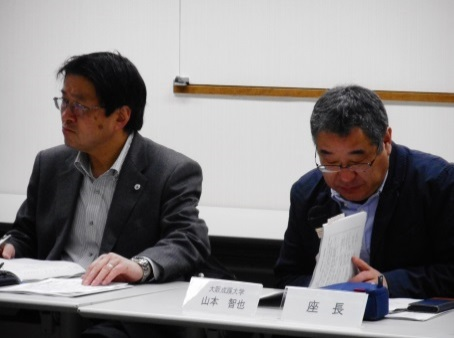 大阪成蹊大学
山本 智也
座 長